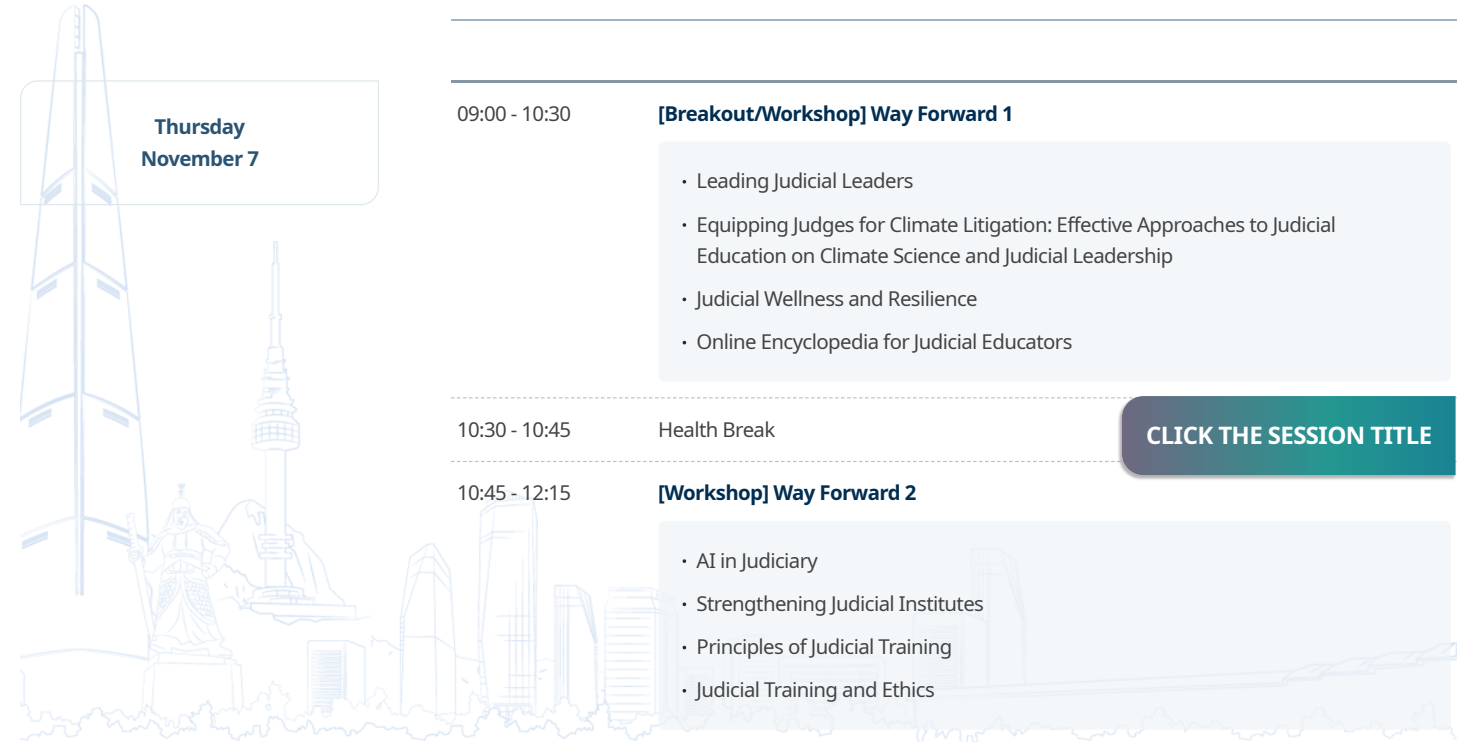 Thursday
November 7
09:00 - 10:30
[Breakout/Workshop] Way Forward 1
· Leading Judicial Leaders
· Equipping Judges for Climate Litigation: Effective Approaches to Judicial
Education on Climate Science and Judicial Leadership
· Judicial Wellness and Resilience
· Online Encyclopedia for Judicial Educators
10:30 - 10:45
Health Break
CLICK THE SESSION TITLE
10:45 - 12:15
[Workshop] Way Forward 2
· AI in Judiciary
· Strengthening Judicial Institutes
· Principles of Judicial Training
· Judicial Training and Ethics